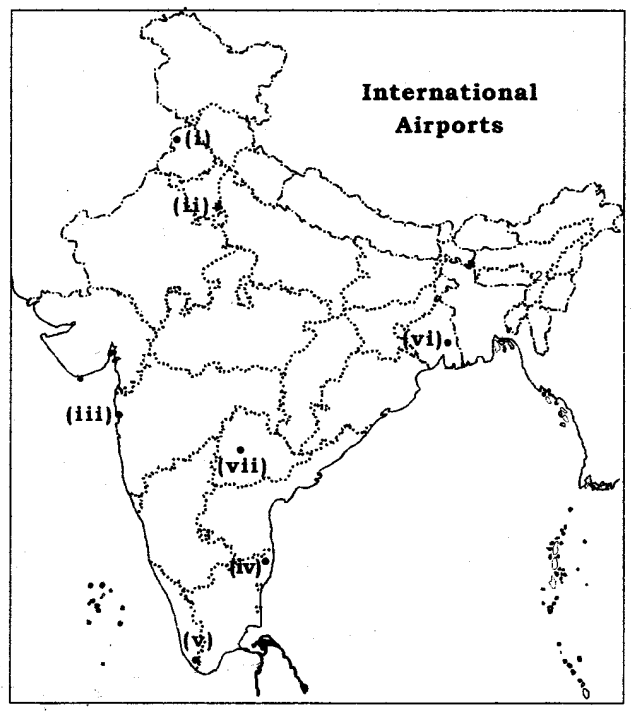 International
Airports
(i)
(ii)
(vi)
(iii)
(vii)
(iv)
(v)